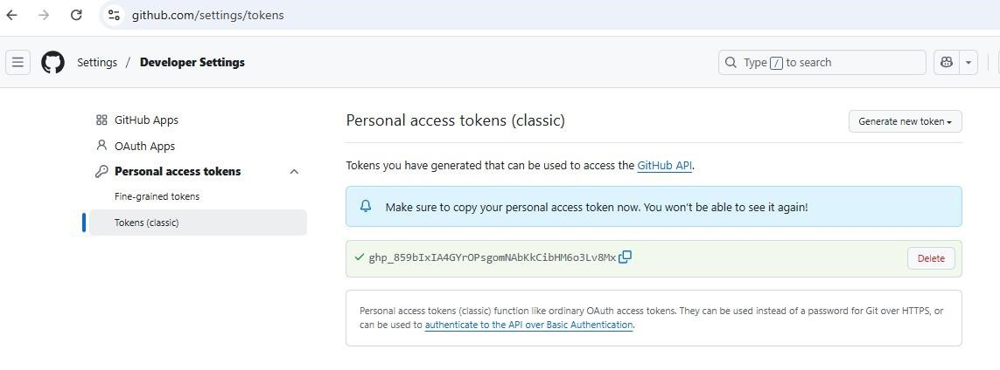 github.com/settings/tokens
Settings / Developer Settings
Type / to search
GitHub Apps
OAuth Apps
Personal access tokens
Fine-grained tokens
Tokens (classic)
Personal access tokens (classic)
Generate new token
Tokens you have generated that can be used to access the GitHub API.
Make sure to copy your personal access token now. You won't be able to see it again!
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
Delete
Personal access tokens (classic) function like ordinary OAuth access tokens. They can be used instead of a password for Git over HTTPS, or
can be used to authenticate to the API over Basic Authentication.